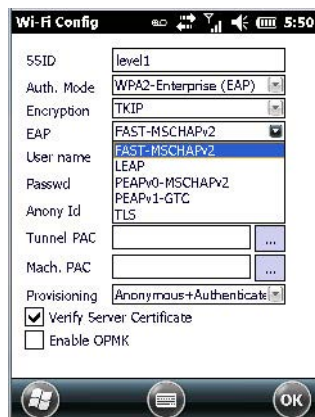 Wi-Fi Config 5:50
SSID level1
Auth. Mode WPA2-Enterprise (EAP)
Encryption TKIP
EAP FAST-MSCHAPv2
FAST-MSCHAPv2
User name LEAP
PEAPv0-MSCHAPv2
Passwd PEAPv1-GTC
Anony Id TLS
Tunnel PAC ...
Mach. PAC ...
Provisioning Anonymous+Authenticate
Verify Server Certificate
Enable OPMK
OK